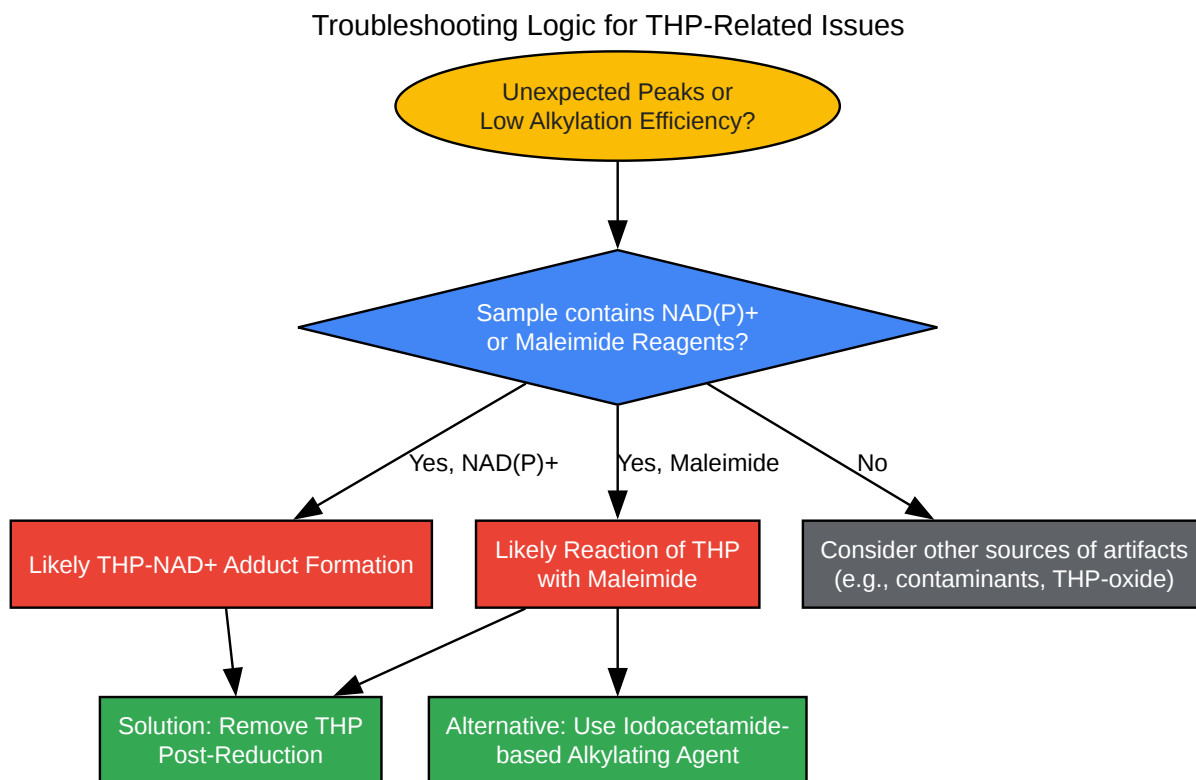 Troubleshooting Logic for THP-Related Issues
Unexpected Peaks or
Low Alkylation Efficiency?
Sample contains NAD(P)+
or Maleimide Reagents?
Yes, NAD(P)+
Yes, Maleimide
No
Likely THP-NAD+ Adduct Formation
Likely Reaction of THP
with Maleimide
Consider other sources of artifacts
(e.g., contaminants, THP-oxide)
Solution: Remove THP
Post-Reduction
Alternative: Use Iodoacetamide-
based Alkylating Agent